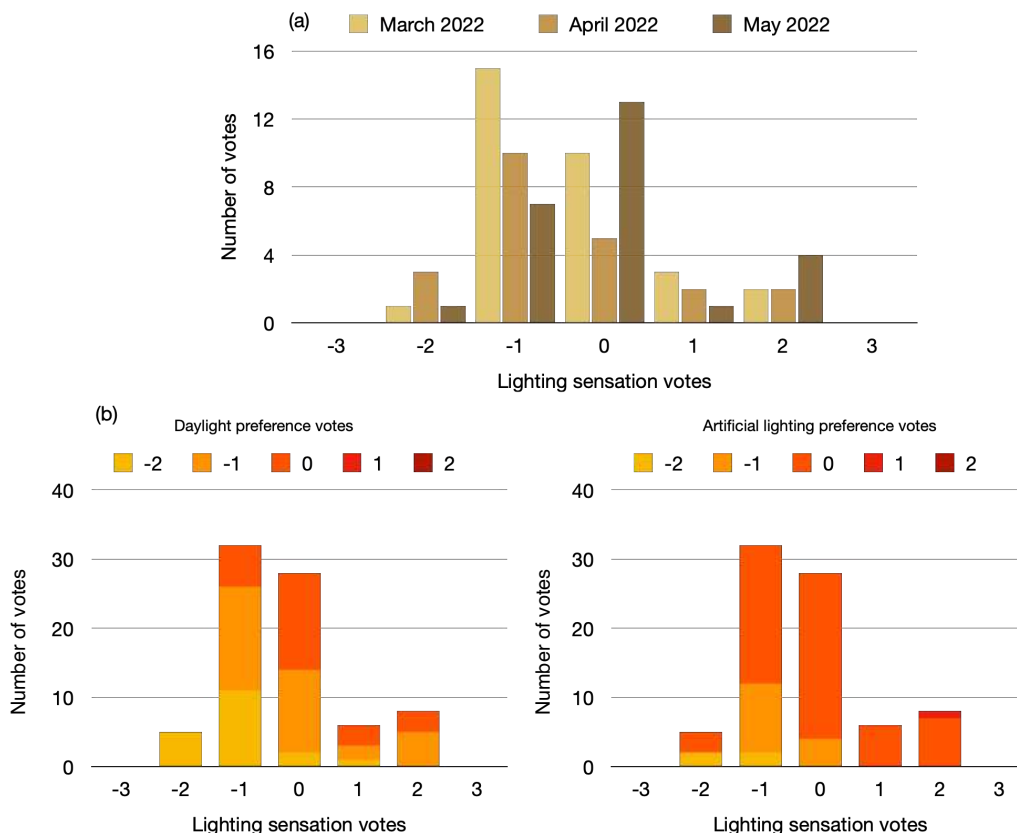 (a)
March 2022 April 2022 May 2022
16
12
8
4
0
Number of votes
-3 -2 -1 0 1 2 3
Lighting sensation votes
(b)
Daylight preference votes
-2 -1 0 1 2
40
30
20
10
0
Number of votes
-3 -2 -1 0 1 2 3
Lighting sensation votes
Artificial lighting preference votes
-2 -1 0 1 2
40
30
20
10
0
Number of votes
-3 -2 -1 0 1 2 3
Lighting sensation votes